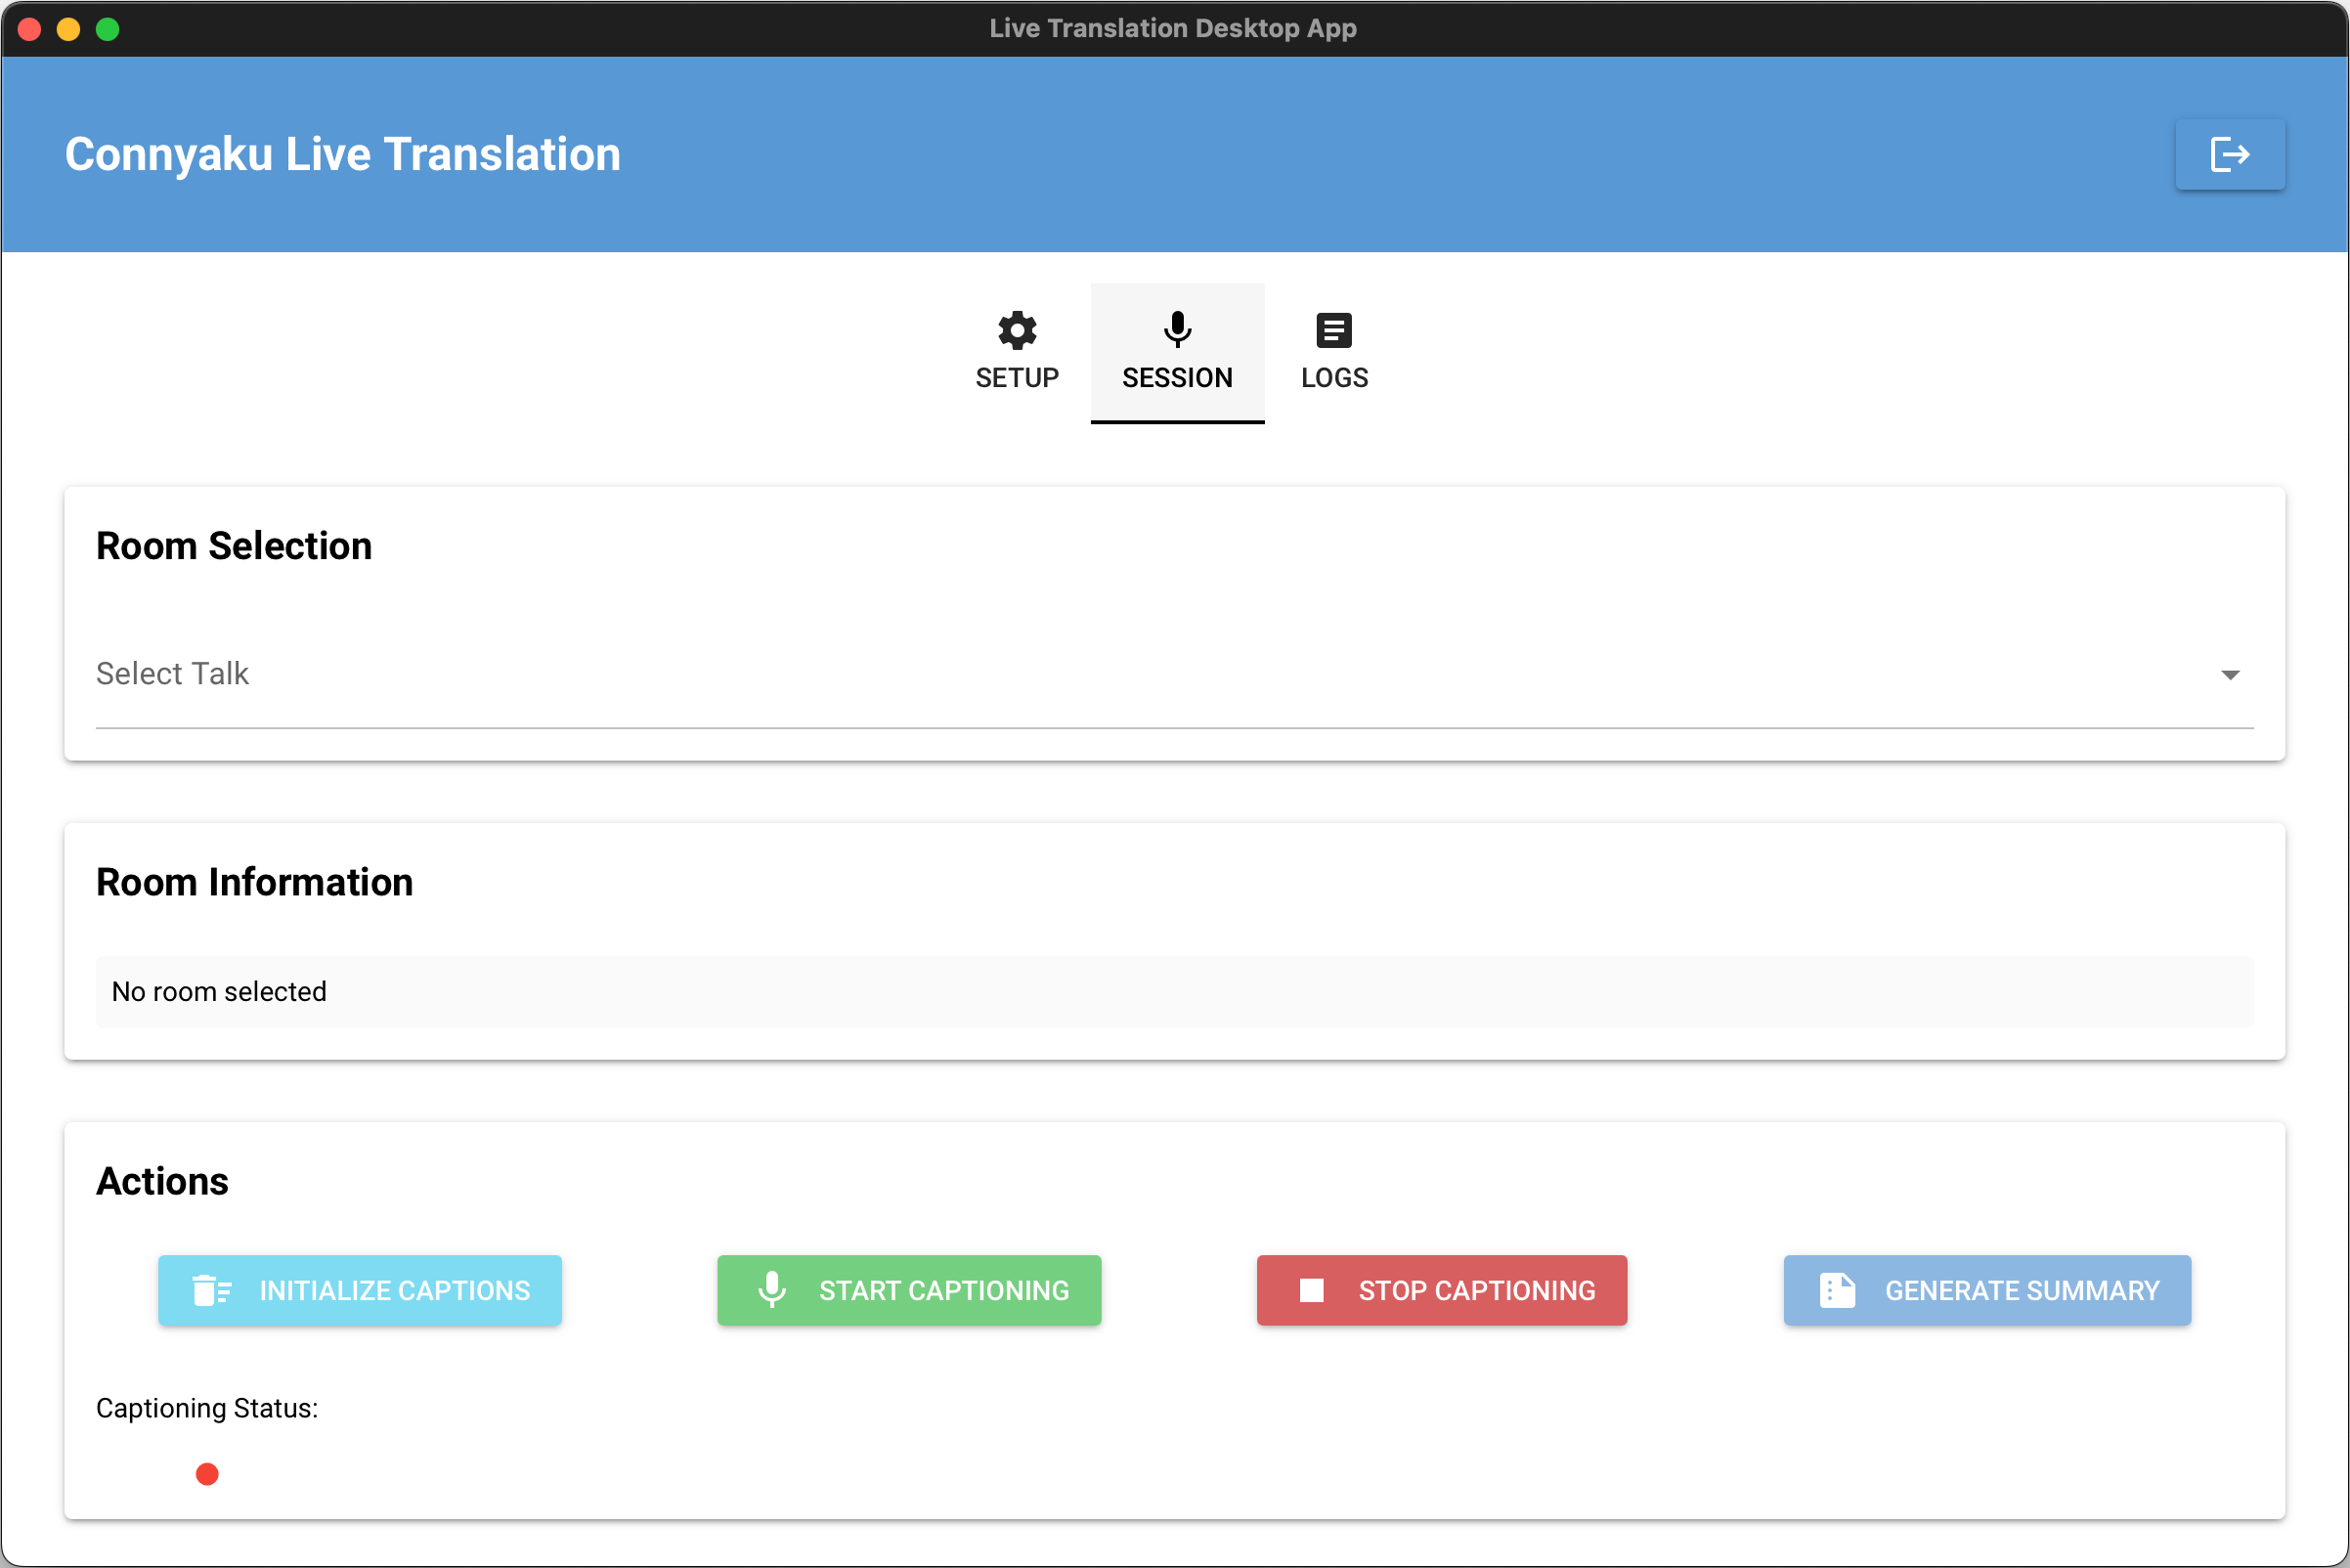 Live Translation Desktop App
Connyaku Live Translation
SETUP
SESSION
LOGS
Room Selection
Select Talk
Room Information
No room selected
Actions
INITIALIZE CAPTIONS
START CAPTIONING
STOP CAPTIONING
GENERATE SUMMARY
Captioning Status: